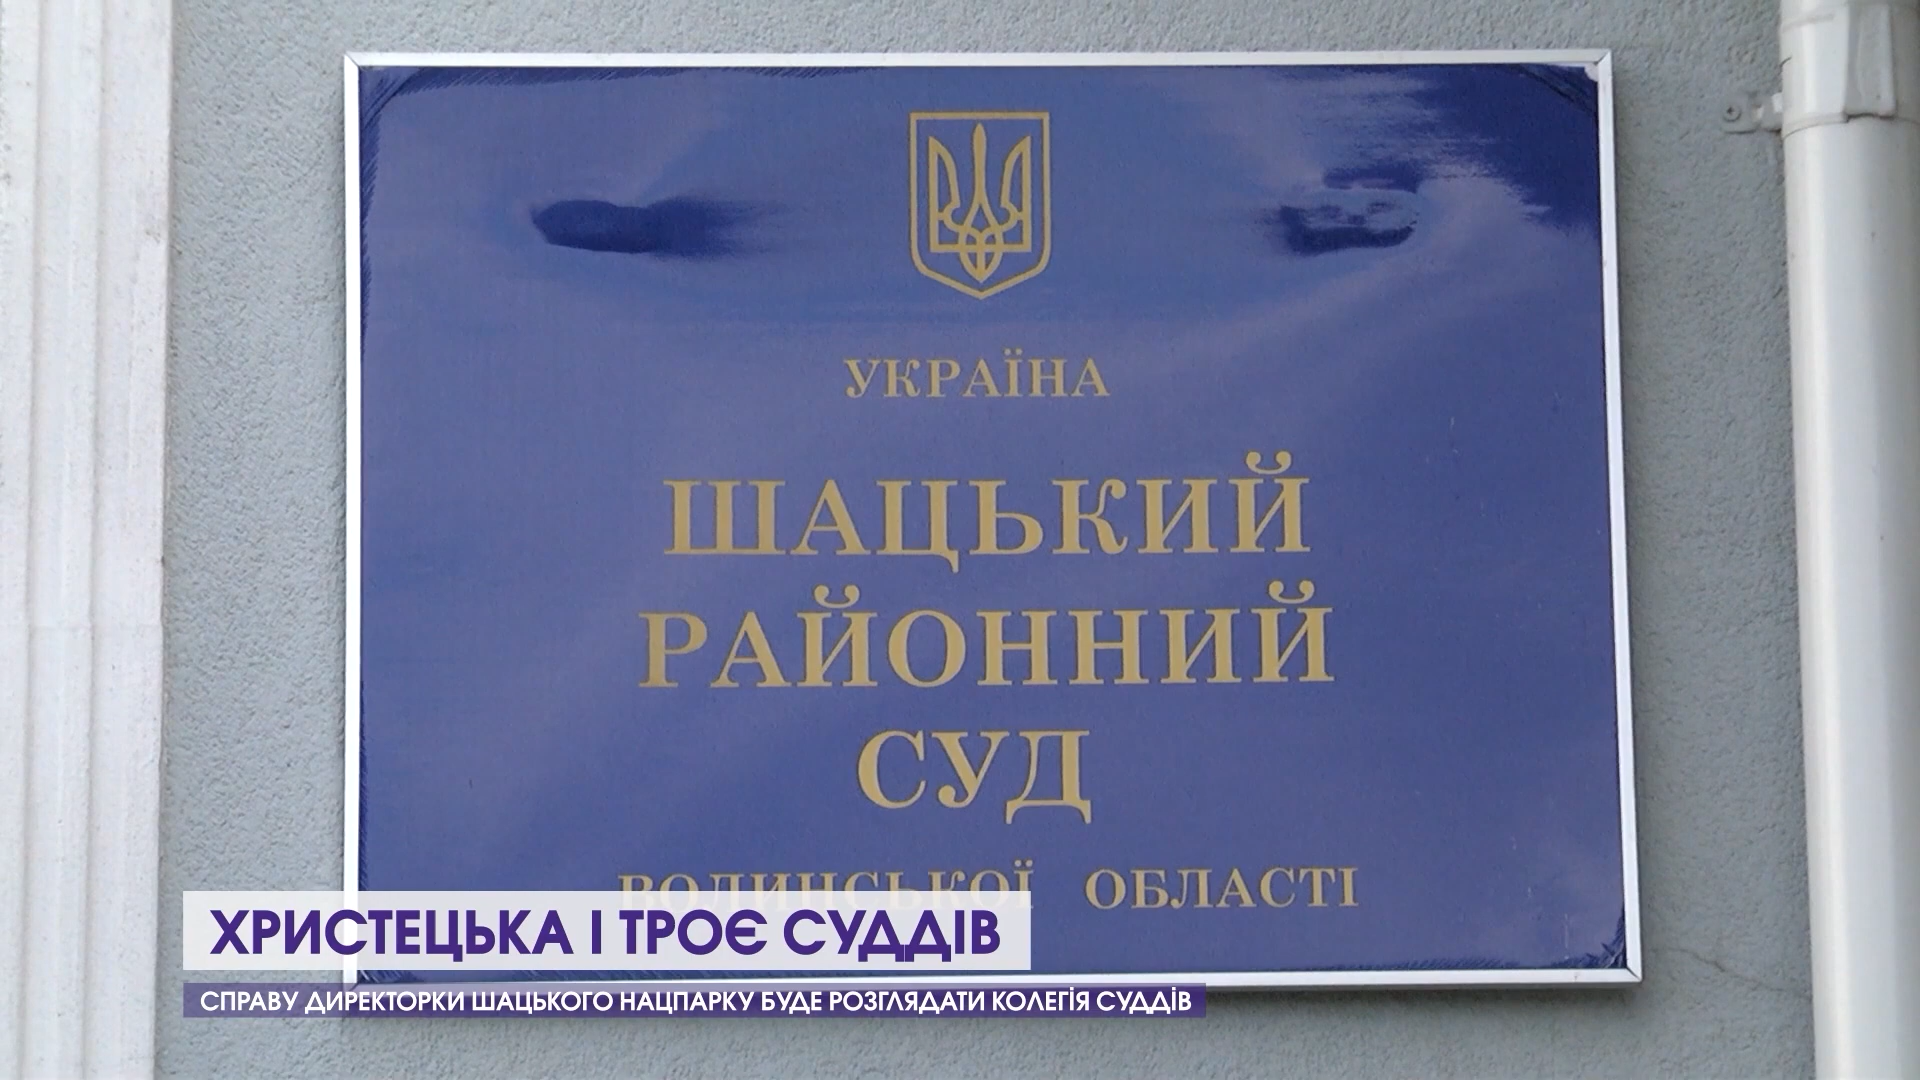 УКРАЇНА
ШАЦЬКИЙ
РАЙОННИЙ
СУД
ВОЛИНСЬКОЇ ОБЛАСТІ
ХРИСТЕЦЬКА І ТРОЄ СУДДІВ
СПРАВУ ДИРЕКТОРКИ ШАЦЬКОГО НАЦПАРКУ БУДЕ РОЗГЛЯДАТИ КОЛЕГІЯ СУДДІВ